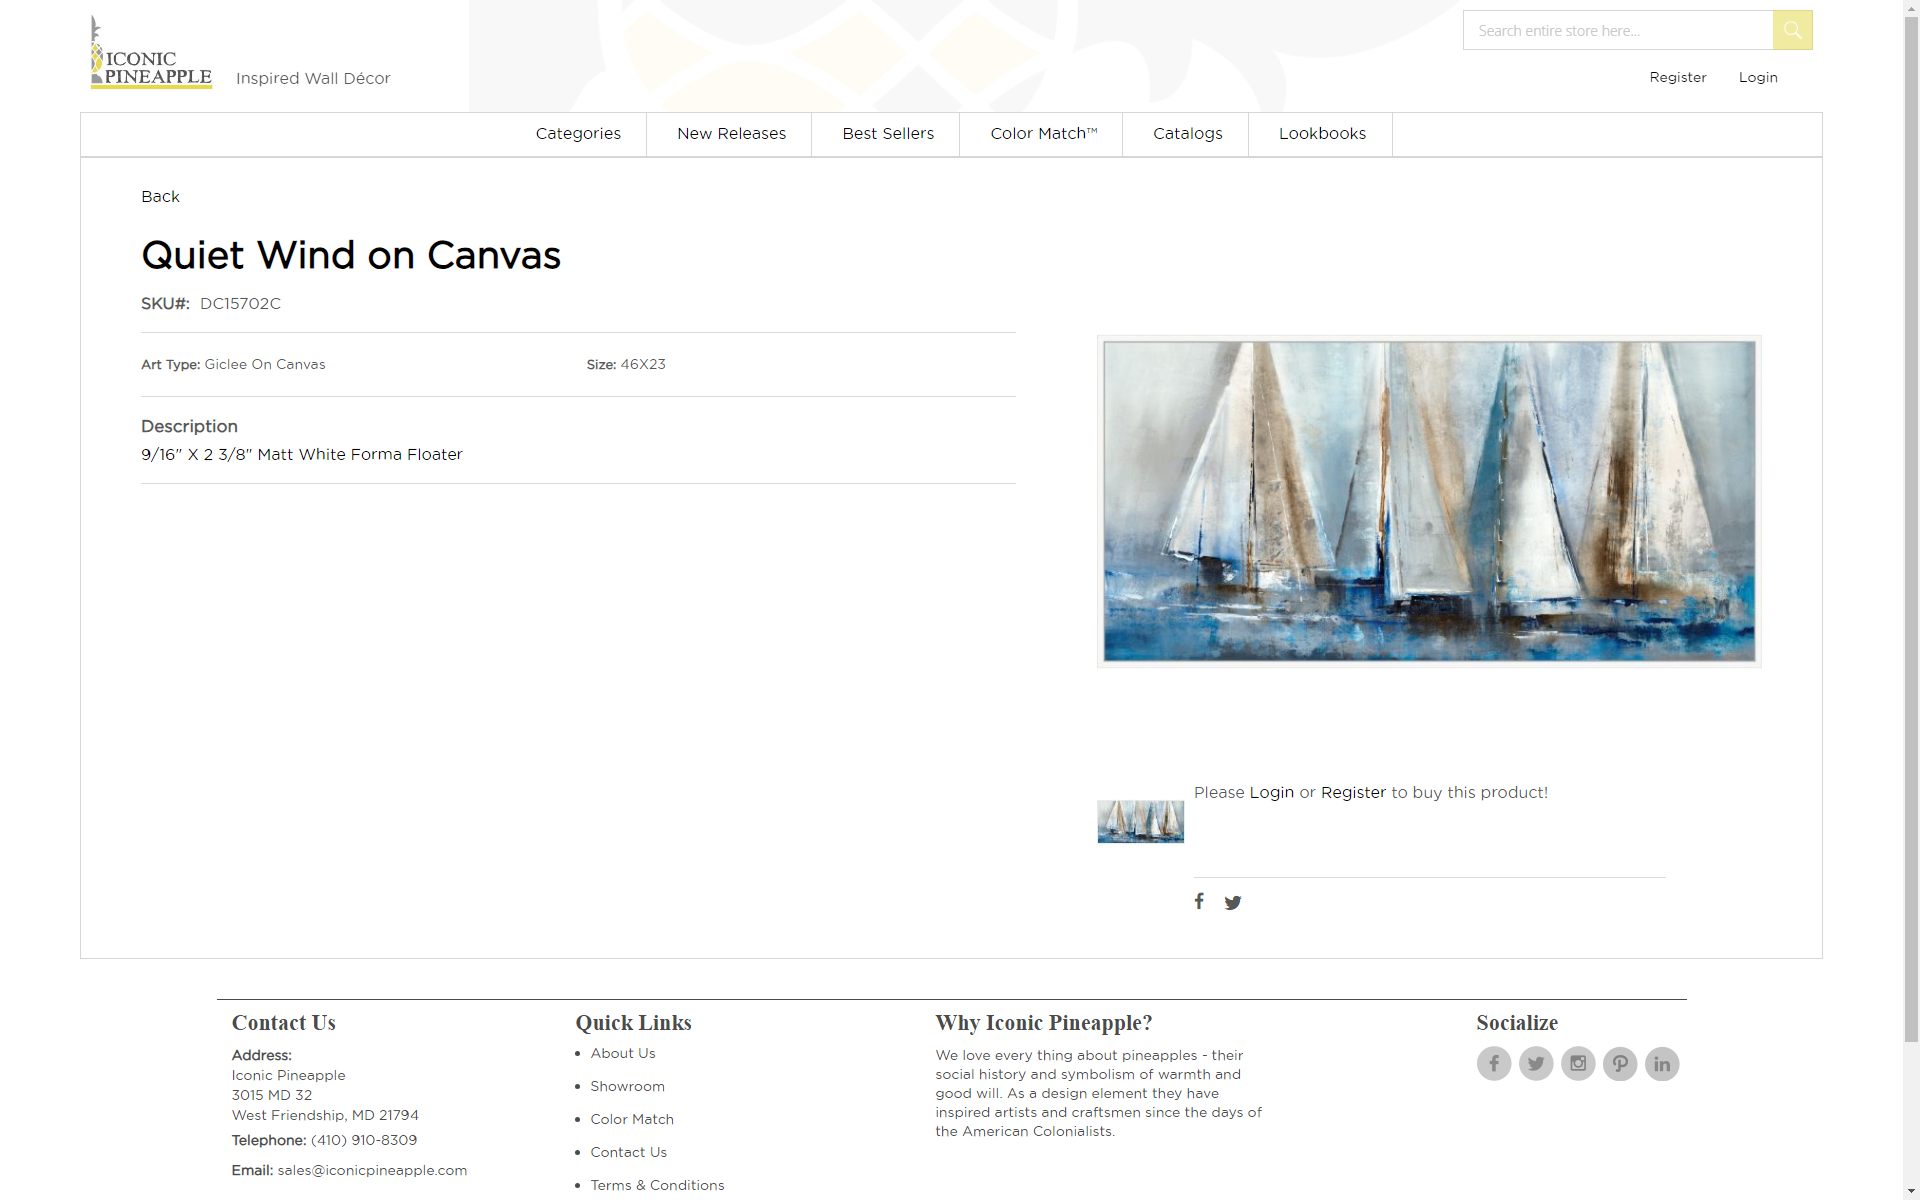 ICONIC
PINEAPPLE
Inspired Wall Décor
Search entire store here...
Register
Login
Categories
New Releases
Best Sellers
Color Match™
Catalogs
Lookbooks
Back
Quiet Wind on Canvas
SKU#: DC15702C
Art Type: Giclee On Canvas
Size: 46X23
Description
9/16" X 2 3/8" Matt White Forma Floater
Please Login or Register to buy this product!
Contact Us
Address:
Iconic Pineapple
3015 MD 32
West Friendship, MD 21794
Telephone: (410) 910-8309
Email: sales@iconicpineapple.com
Quick Links
About Us
Showroom
Color Match
Contact Us
Terms & Conditions
Why Iconic Pineapple?
We love every thing about pineapples - their
social history and symbolism of warmth and
good will. As a design element they have
inspired artists and craftsmen since the days of
the American Colonialists.
Socialize